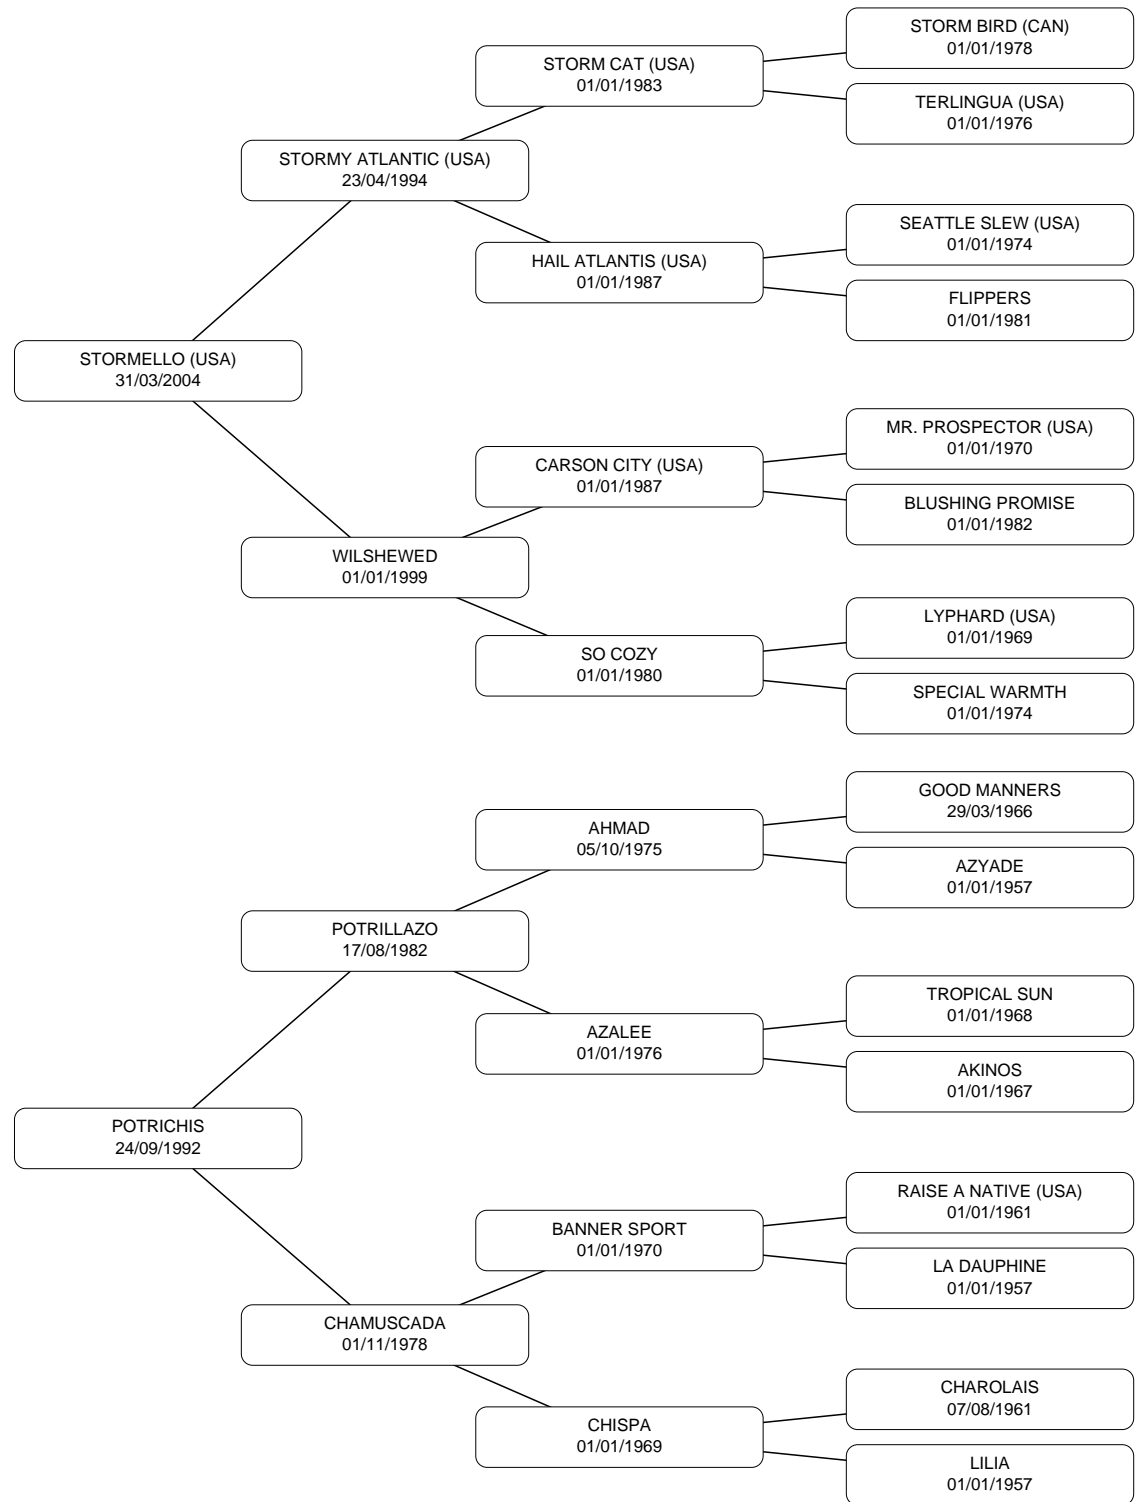 STORM BIRD (CAN)
01/01/1978
STORM CAT (USA)
01/01/1983
TERLINGUA (USA)
01/01/1976
STORMY ATLANTIC (USA)
23/04/1994
SEATTLE SLEW (USA)
01/01/1974
HAIL ATLANTIS (USA)
01/01/1987
FLIPPERS
01/01/1981
STORMELLO (USA)
31/03/2004
MR. PROSPECTOR (USA)
01/01/1970
CARSON CITY (USA)
01/01/1987
BLUSHING PROMISE
01/01/1982
WILSHEWED
01/01/1999
LYPHARD (USA)
01/01/1969
SO COZY
01/01/1980
SPECIAL WARMTH
01/01/1974
GOOD MANNERS
29/03/1966
AHMAD
05/10/1975
AZYADE
01/01/1957
POTRILLAZO
17/08/1982
TROPICAL SUN
01/01/1968
AZALEE
01/01/1976
AKINOS
01/01/1967
POTRICHIS
24/09/1992
RAISE A NATIVE (USA)
01/01/1961
BANNER SPORT
01/01/1970
LA DAUPHINE
01/01/1957
CHAMUSCADA
01/11/1978
CHAROLAIS
07/08/1961
CHISPA
01/01/1969
LILIA
01/01/1957